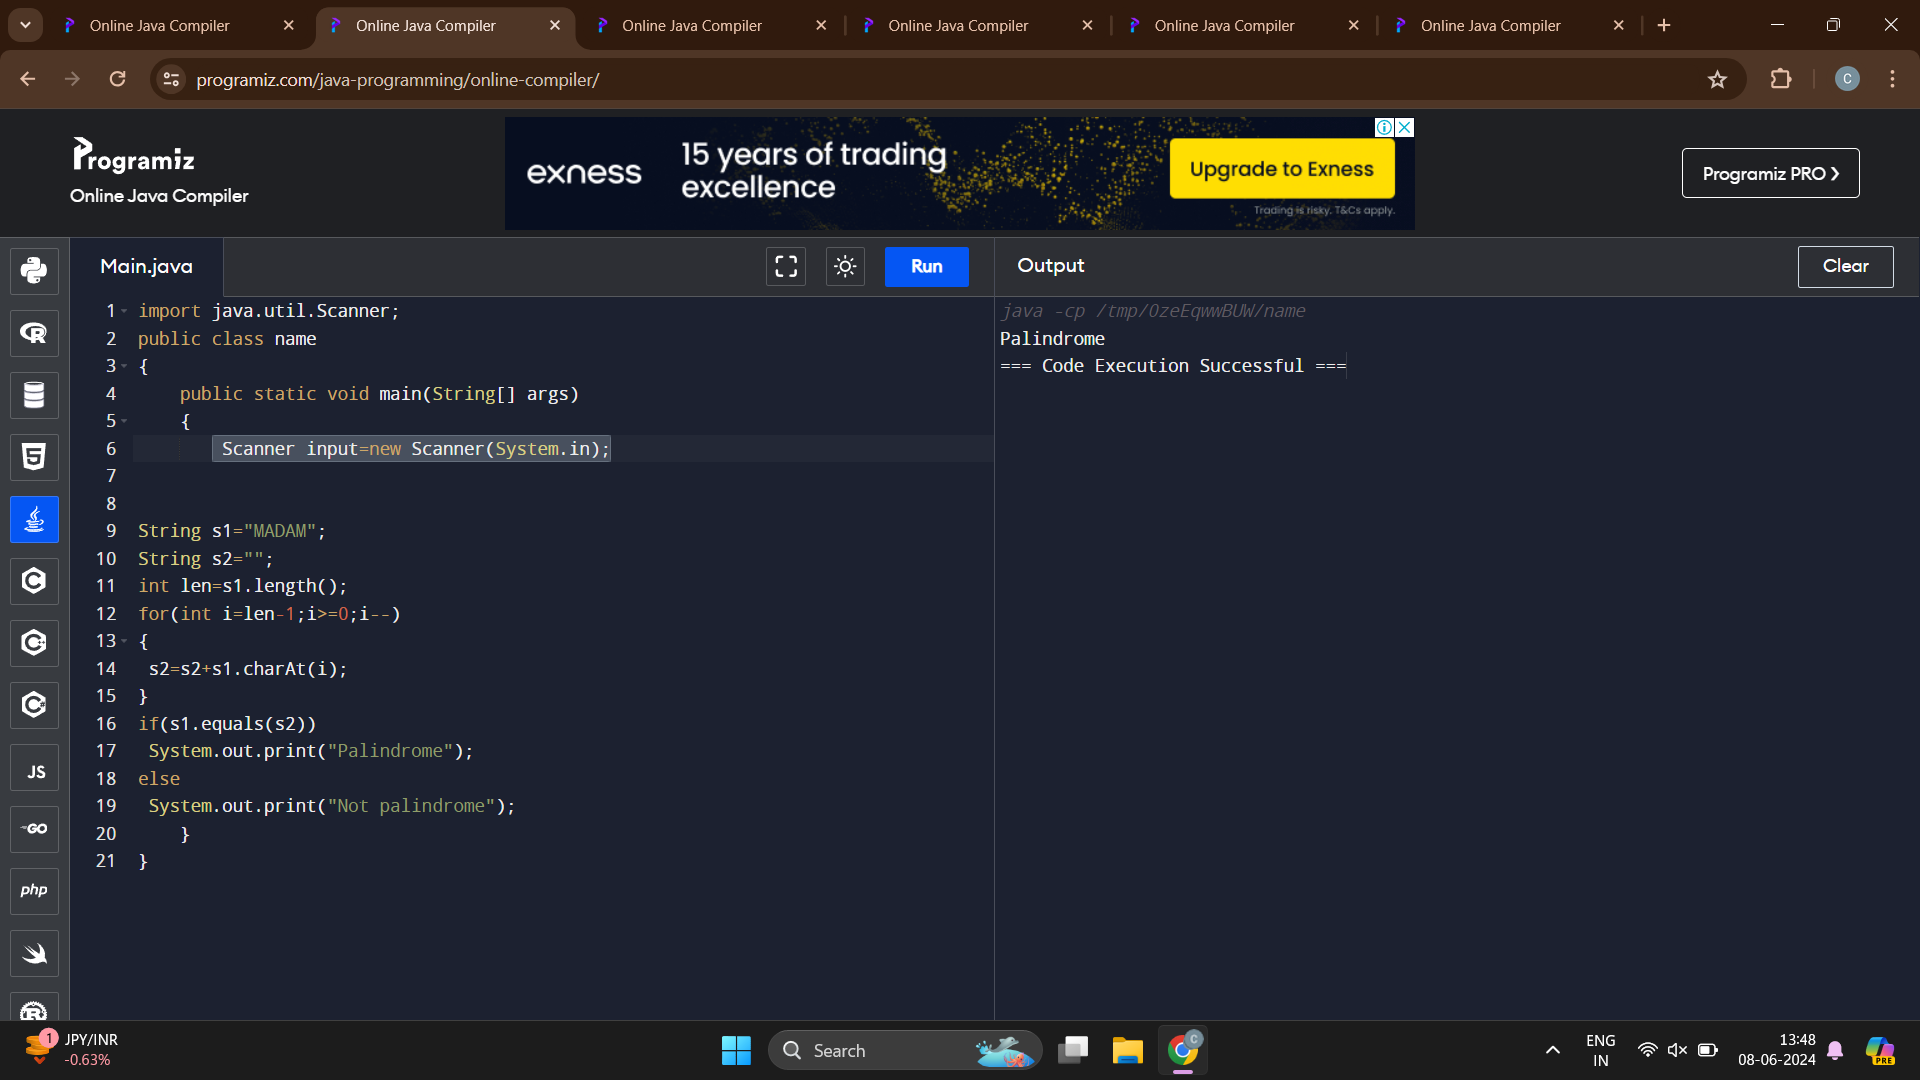 Online Java Compiler
Online Java Compiler
Online Java Compiler
Online Java Compiler
Online Java Compiler
Online Java Compiler
programiz.com/java-programming/online-compiler/
C
Programiz
Online Java Compiler
exness
15 years of trading
excellence
Upgrade to Exness
Trading is risky. T&Cs apply.
Programiz PRO
Main.java
Run
Output
Clear
1 import java.util.Scanner;
2 public class name
3 {
4 public static void main(String[] args)
5 {
6 Scanner input=new Scanner(System.in);
7
8
9 String s1="MADAM";
10 String s2="";
11 int len=s1.length();
12 for(int i=len-1;i>=0;i--)
13 {
14 s2=s2+s1.charAt(i);
15 }
16 if(s1.equals(s2))
17 System.out.print("Palindrome");
18 else
19 System.out.print("Not palindrome");
20 }
21 }
java -cp /tmp/OzeEqwwBUW/name
Palindrome
=== Code Execution Successful ===
R
5
C
C
C
JS
GO
php
R
1
JPY/INR
-0.63%
Search
C
ENG
IN
13:48
08-06-2024
PRE